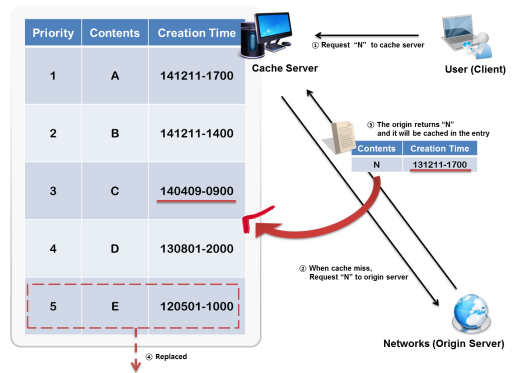 Priority Contents Creation Time
1 A 141211-1700
2 B 141211-1400
3 C 140409-0900
4 D 130801-2000
5 E 120501-1000
④ Replaced
Cache Server
① Request “N” to cache server
User (Client)
③ The origin returns “N”
and it will be cached in the entry
Contents Creation Time
N 131211-1700
② When cache miss,
Request “N” to origin server
Networks (Origin Server)